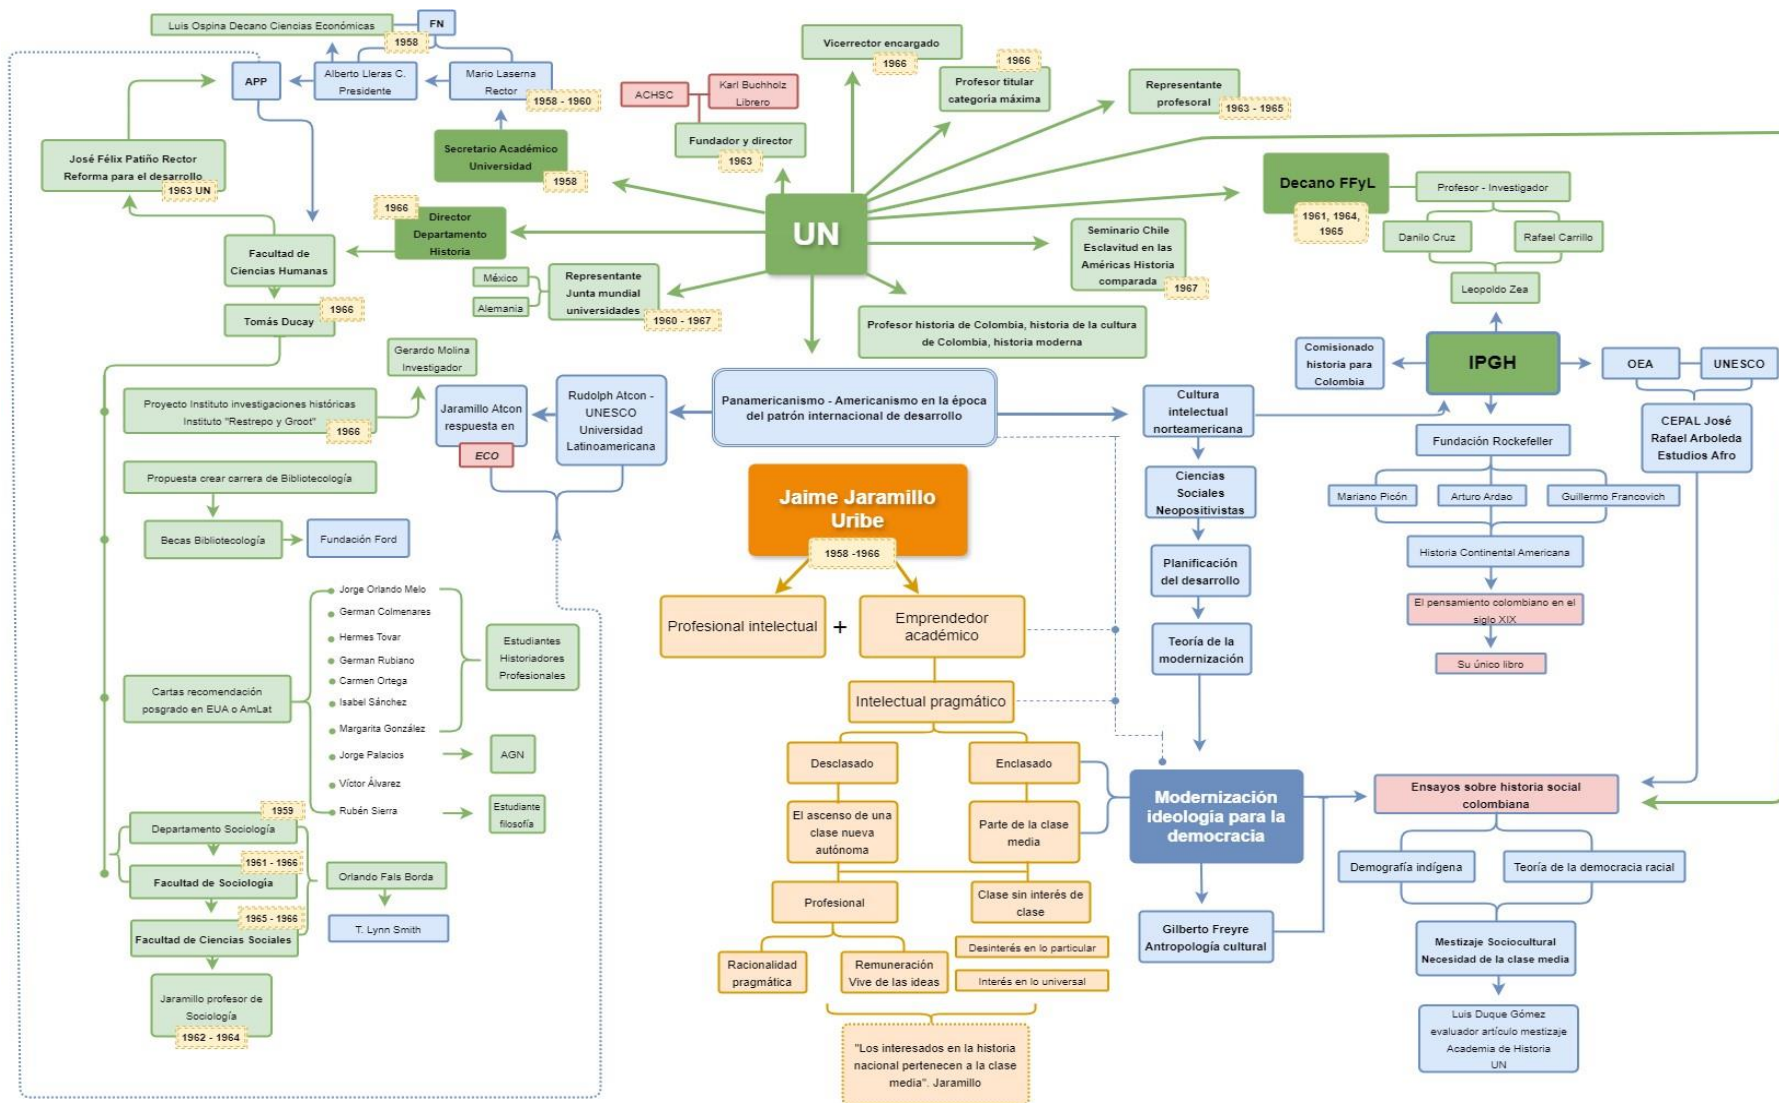 Luis Ospina Decano Ciencias Económicas
FN
1958
APP
Alberto Lleras C.
Presidente
Mario Laserna
Rector
1958 - 1960
José Félix Patiño Rector
Reforma para el desarrollo
1963 UN
Secretario Académico
Universidad
1958
ACHSC
Karl Buchholz
Librero
Fundador y director
1963
Vicerrector encargado
1966
1966
Profesor titular
categoría máxima
Representante
profesoral
1963 - 1965
Decano FFyL
1961, 1964,
1965
Profesor - Investigador
Danilo Cruz
Rafael Carrillo
Leopoldo Zea
UN
1966
Director
Departamento
Historia
Facultad de
Ciencias Humanas
Tomás Ducay
1966
México
Alemania
Representante
Junta mundial
universidades
1960 - 1967
Seminario Chile
Esclavitud en las
Américas Historia
comparada
1967
Profesor historia de Colombia, historia de la cultura
de Colombia, historia moderna
Comisionado
historia para
Colombia
IPGH
OEA
UNESCO
CEPAL José
Rafael Arboleda
Estudios Afro
Gerardo Molina
Investigador
Proyecto Instituto investigaciones históricas
Instituto "Restrepo y Groot"
1966
Jaramillo Atcon
respuesta en
ECO
Rudolph Atcon -
UNESCO
Universidad
Latinoamericana
Panamericanismo - Americanismo en la época
del patrón internacional de desarrollo
Cultura
intelectual
norteamericana
Fundación Rockefeller
Mariano Picón
Arturo Ardao
Guillermo Francovich
Historia Continental Americana
El pensamiento colombiano en el
siglo XIX
Su único libro
Propuesta crear carrera de Bibliotecología
Becas Bibliotecología
Fundación Ford
Jaime Jaramillo
Uribe
1958 -1966
Profesional intelectual
+
Emprendedor
académico
Ciencias
Sociales
Neopositivistas
Planificación
del desarrollo
Teoría de la
modernización
Cartas recomendación
posgrado en EUA o AmLat
Jorge Orlando Melo
German Colmenares
Hermes Tovar
German Rubiano
Carmen Ortega
Isabel Sánchez
Margarita González
Jorge Palacios
Víctor Álvarez
Rubén Sierra
Estudiantes
Historiadores
Profesionales
AGN
Estudiante
filosofía
Intelectual pragmático
Desclasado
Enclasado
El ascenso de una
clase nueva
autónoma
Parte de la clase
media
Profesional
Clase sin interés de
clase
Racionalidad
pragmática
Remuneración
Vive de las ideas
Desinterés en lo particular
Interés en lo universal
"Los interesados en la historia
nacional pertenecen a la clase
media". Jaramillo
Modernización
ideología para la
democracia
Gilberto Freyre
Antropología cultural
Ensayos sobre historia social
colombiana
Demografía indígena
Teoría de la democracia racial
Mestizaje Sociocultural
Necesidad de la clase media
Luis Duque Gómez
evaluador artículo mestizaje
Academia de Historia
UN
1959
Departamento Sociología
1961 - 1966
Facultad de Sociología
1965 - 1966
Facultad de Ciencias Sociales
Orlando Fals Borda
T. Lynn Smith
Jaramillo profesor de
Sociología
1962 - 1964